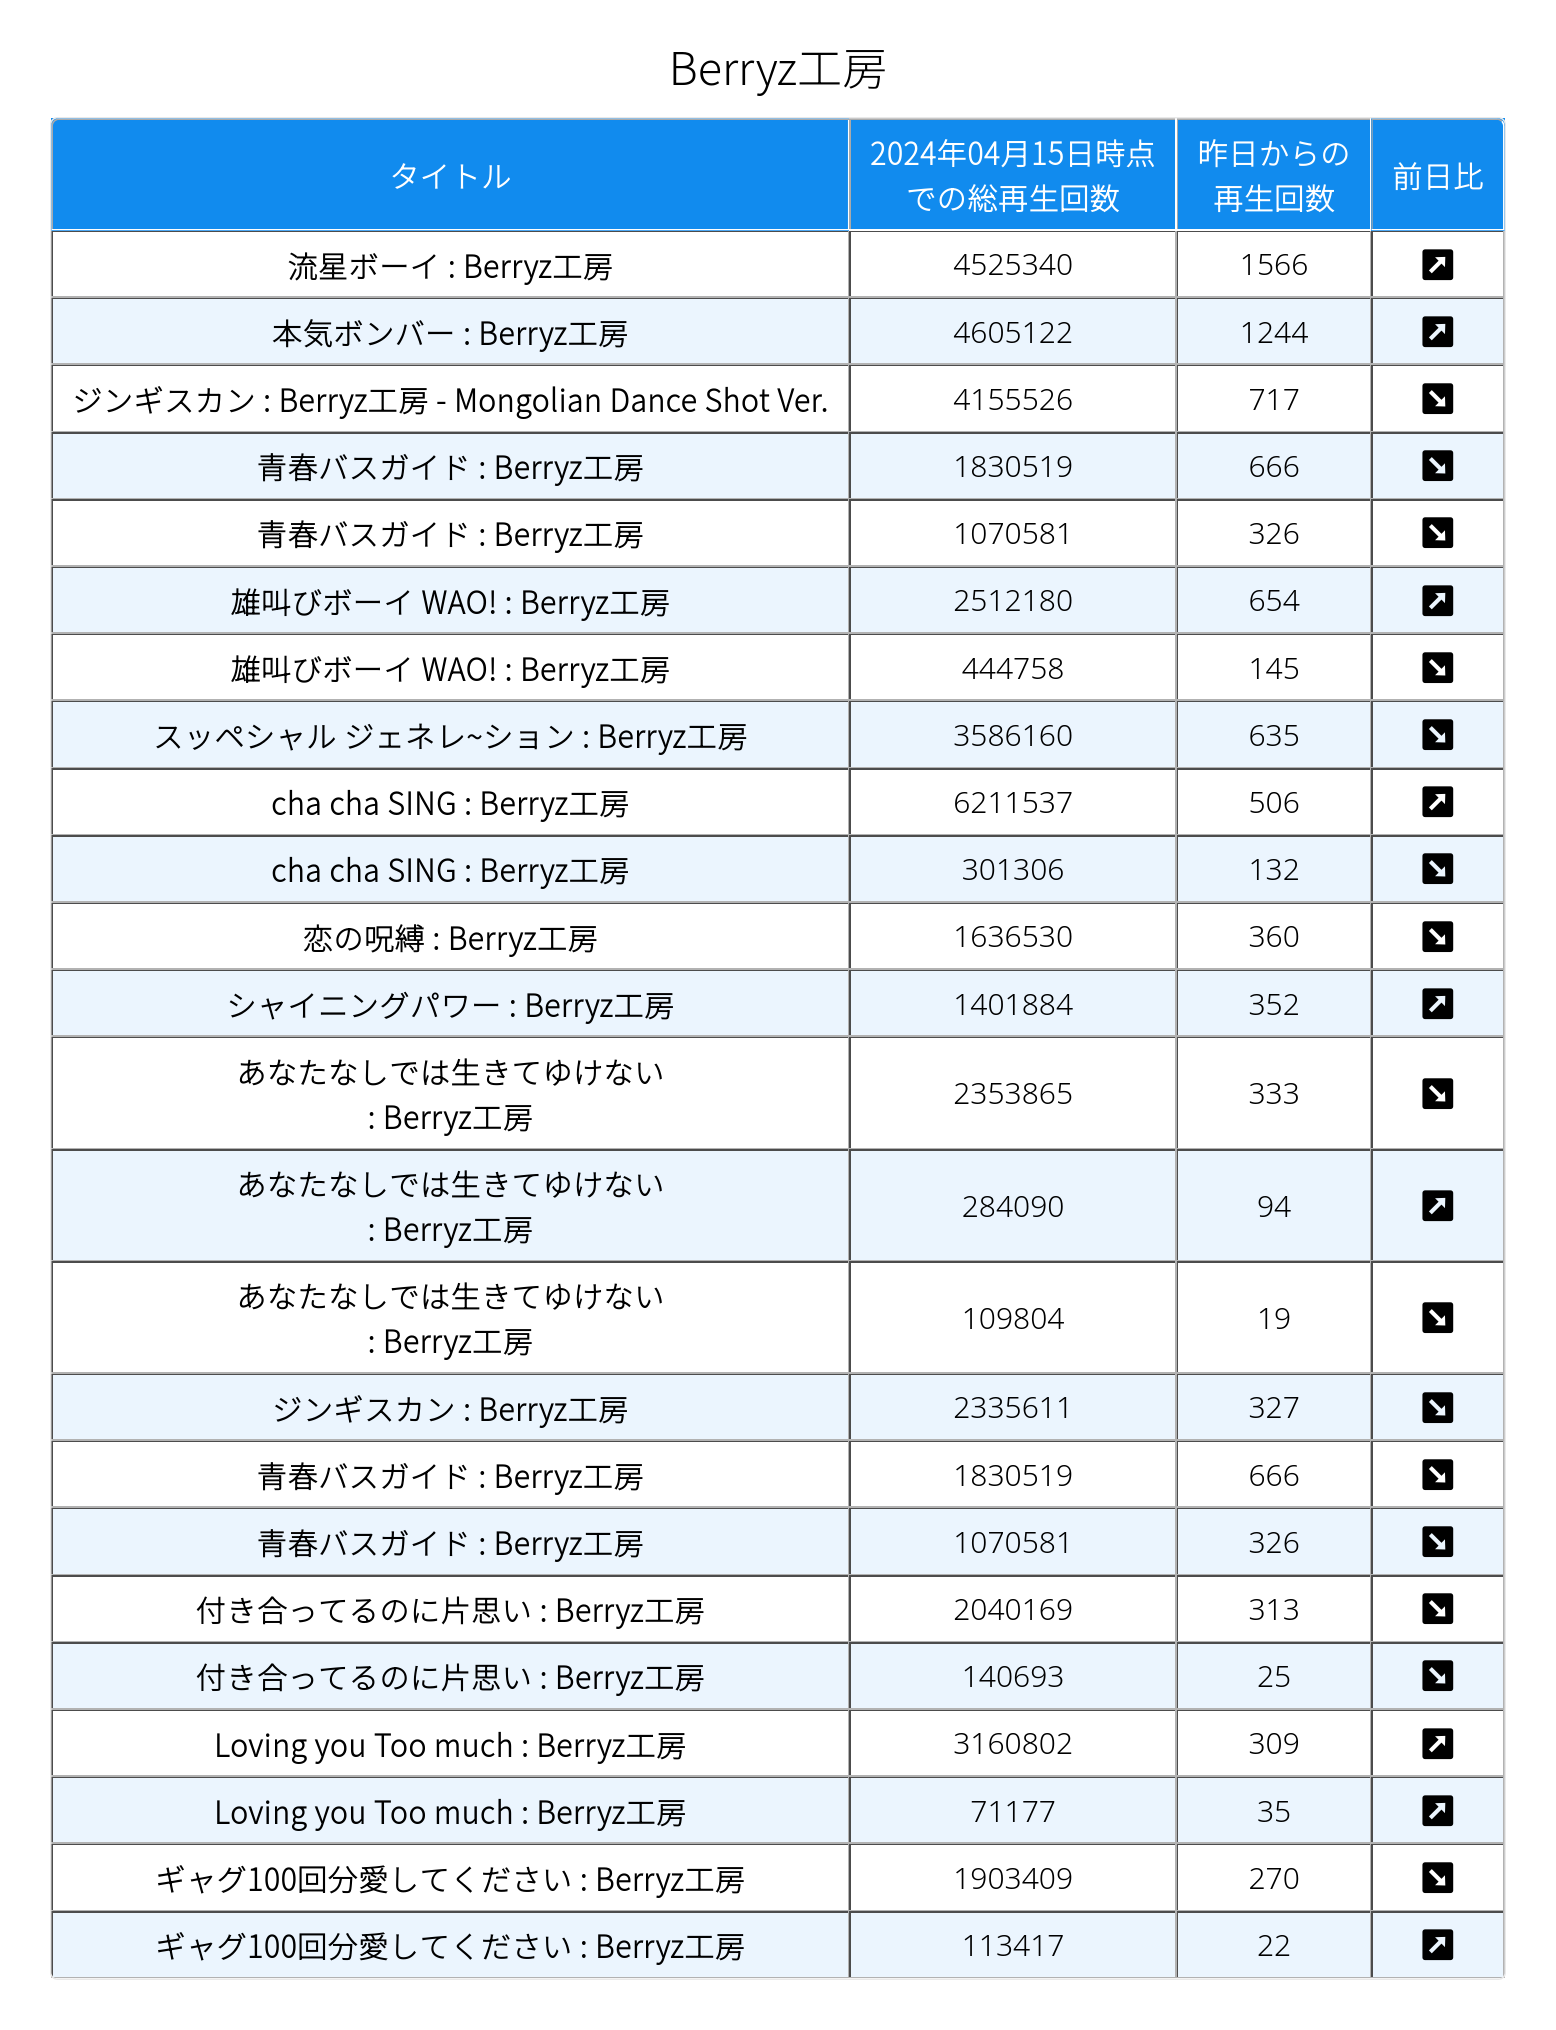 Berryz工房
タイトル
2024年04月15日時点
での総再生回数
昨日からの
再生回数
前日比
流星ボーイ : Berryz工房 4525340 1566
本気ボンバー : Berryz工房 4605122 1244
ジンギスカン : Berryz工房 - Mongolian Dance Shot Ver. 4155526 717
青春バスガイド : Berryz工房 1830519 666
青春バスガイド : Berryz工房 1070581 326
雄叫びボーイ WAO! : Berryz工房 2512180 654
雄叫びボーイ WAO! : Berryz工房 444758 145
スッペシャル ジェネレ~ション : Berryz工房 3586160 635
cha cha SING : Berryz工房 6211537 506
cha cha SING : Berryz工房 301306 132
恋の呪縛 : Berryz工房 1636530 360
シャイニングパワー : Berryz工房 1401884 352
あなたなしでは生きてゆけない
: Berryz工房 2353865 333
あなたなしでは生きてゆけない
: Berryz工房 284090 94
あなたなしでは生きてゆけない
: Berryz工房 109804 19
ジンギスカン : Berryz工房 2335611 327
青春バスガイド : Berryz工房 1830519 666
青春バスガイド : Berryz工房 1070581 326
付き合ってるのに片思い : Berryz工房 2040169 313
付き合ってるのに片思い : Berryz工房 140693 25
Loving you Too much : Berryz工房 3160802 309
Loving you Too much : Berryz工房 71177 35
ギャグ100回分愛してください : Berryz工房 1903409 270
ギャグ100回分愛してください : Berryz工房 113417 22